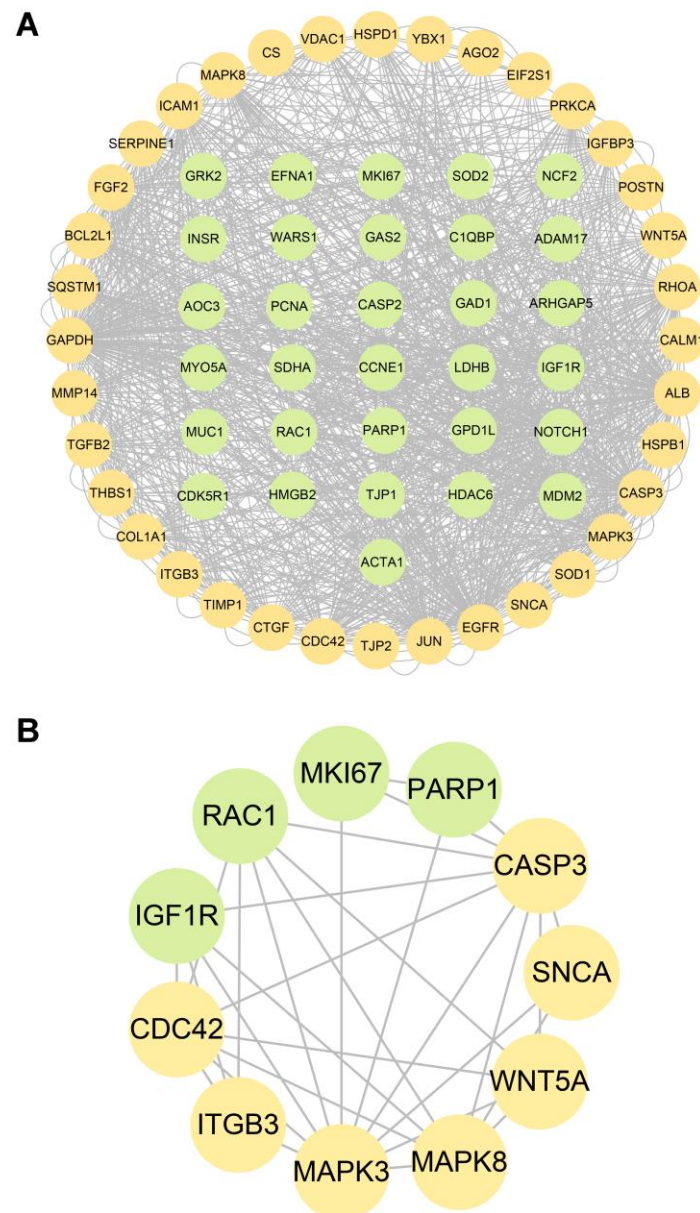 A
HSPD1
VDAC1
YBX1
CS
AGO2
MAPK8
EIF2S1
ICAM1
PRKCA
SERPINE1
IGFBP3
FGF2
POSTN
BCL2L1
WNT5A
SQSTM1
RHOA
GAPDH
CALM1
MMP14
ALB
TGFB2
HSPB1
THBS1
CASP3
COL1A1
MAPK3
ITGB3
SOD1
TIMP1
SNCA
CTGF
EGFR
CDC42
TJP2
JUN
GRK2 EFNA1 MKI67 SOD2 NCF2
INSR WARS1 GAS2 C1QBP ADAM17
AOC3 PCNA CASP2 GAD1 ARHGAP5
MYO5A SDHA CCNE1 LDHB IGF1R
MUC1 RAC1 PARP1 GPD1L NOTCH1
CDK5R1 HMGB2 TJP1 HDAC6 MDM2
ACTA1
B
MKI67
PARP1
RAC1
CASP3
IGF1R
SNCA
CDC42
WNT5A
ITGB3
MAPK3
MAPK8